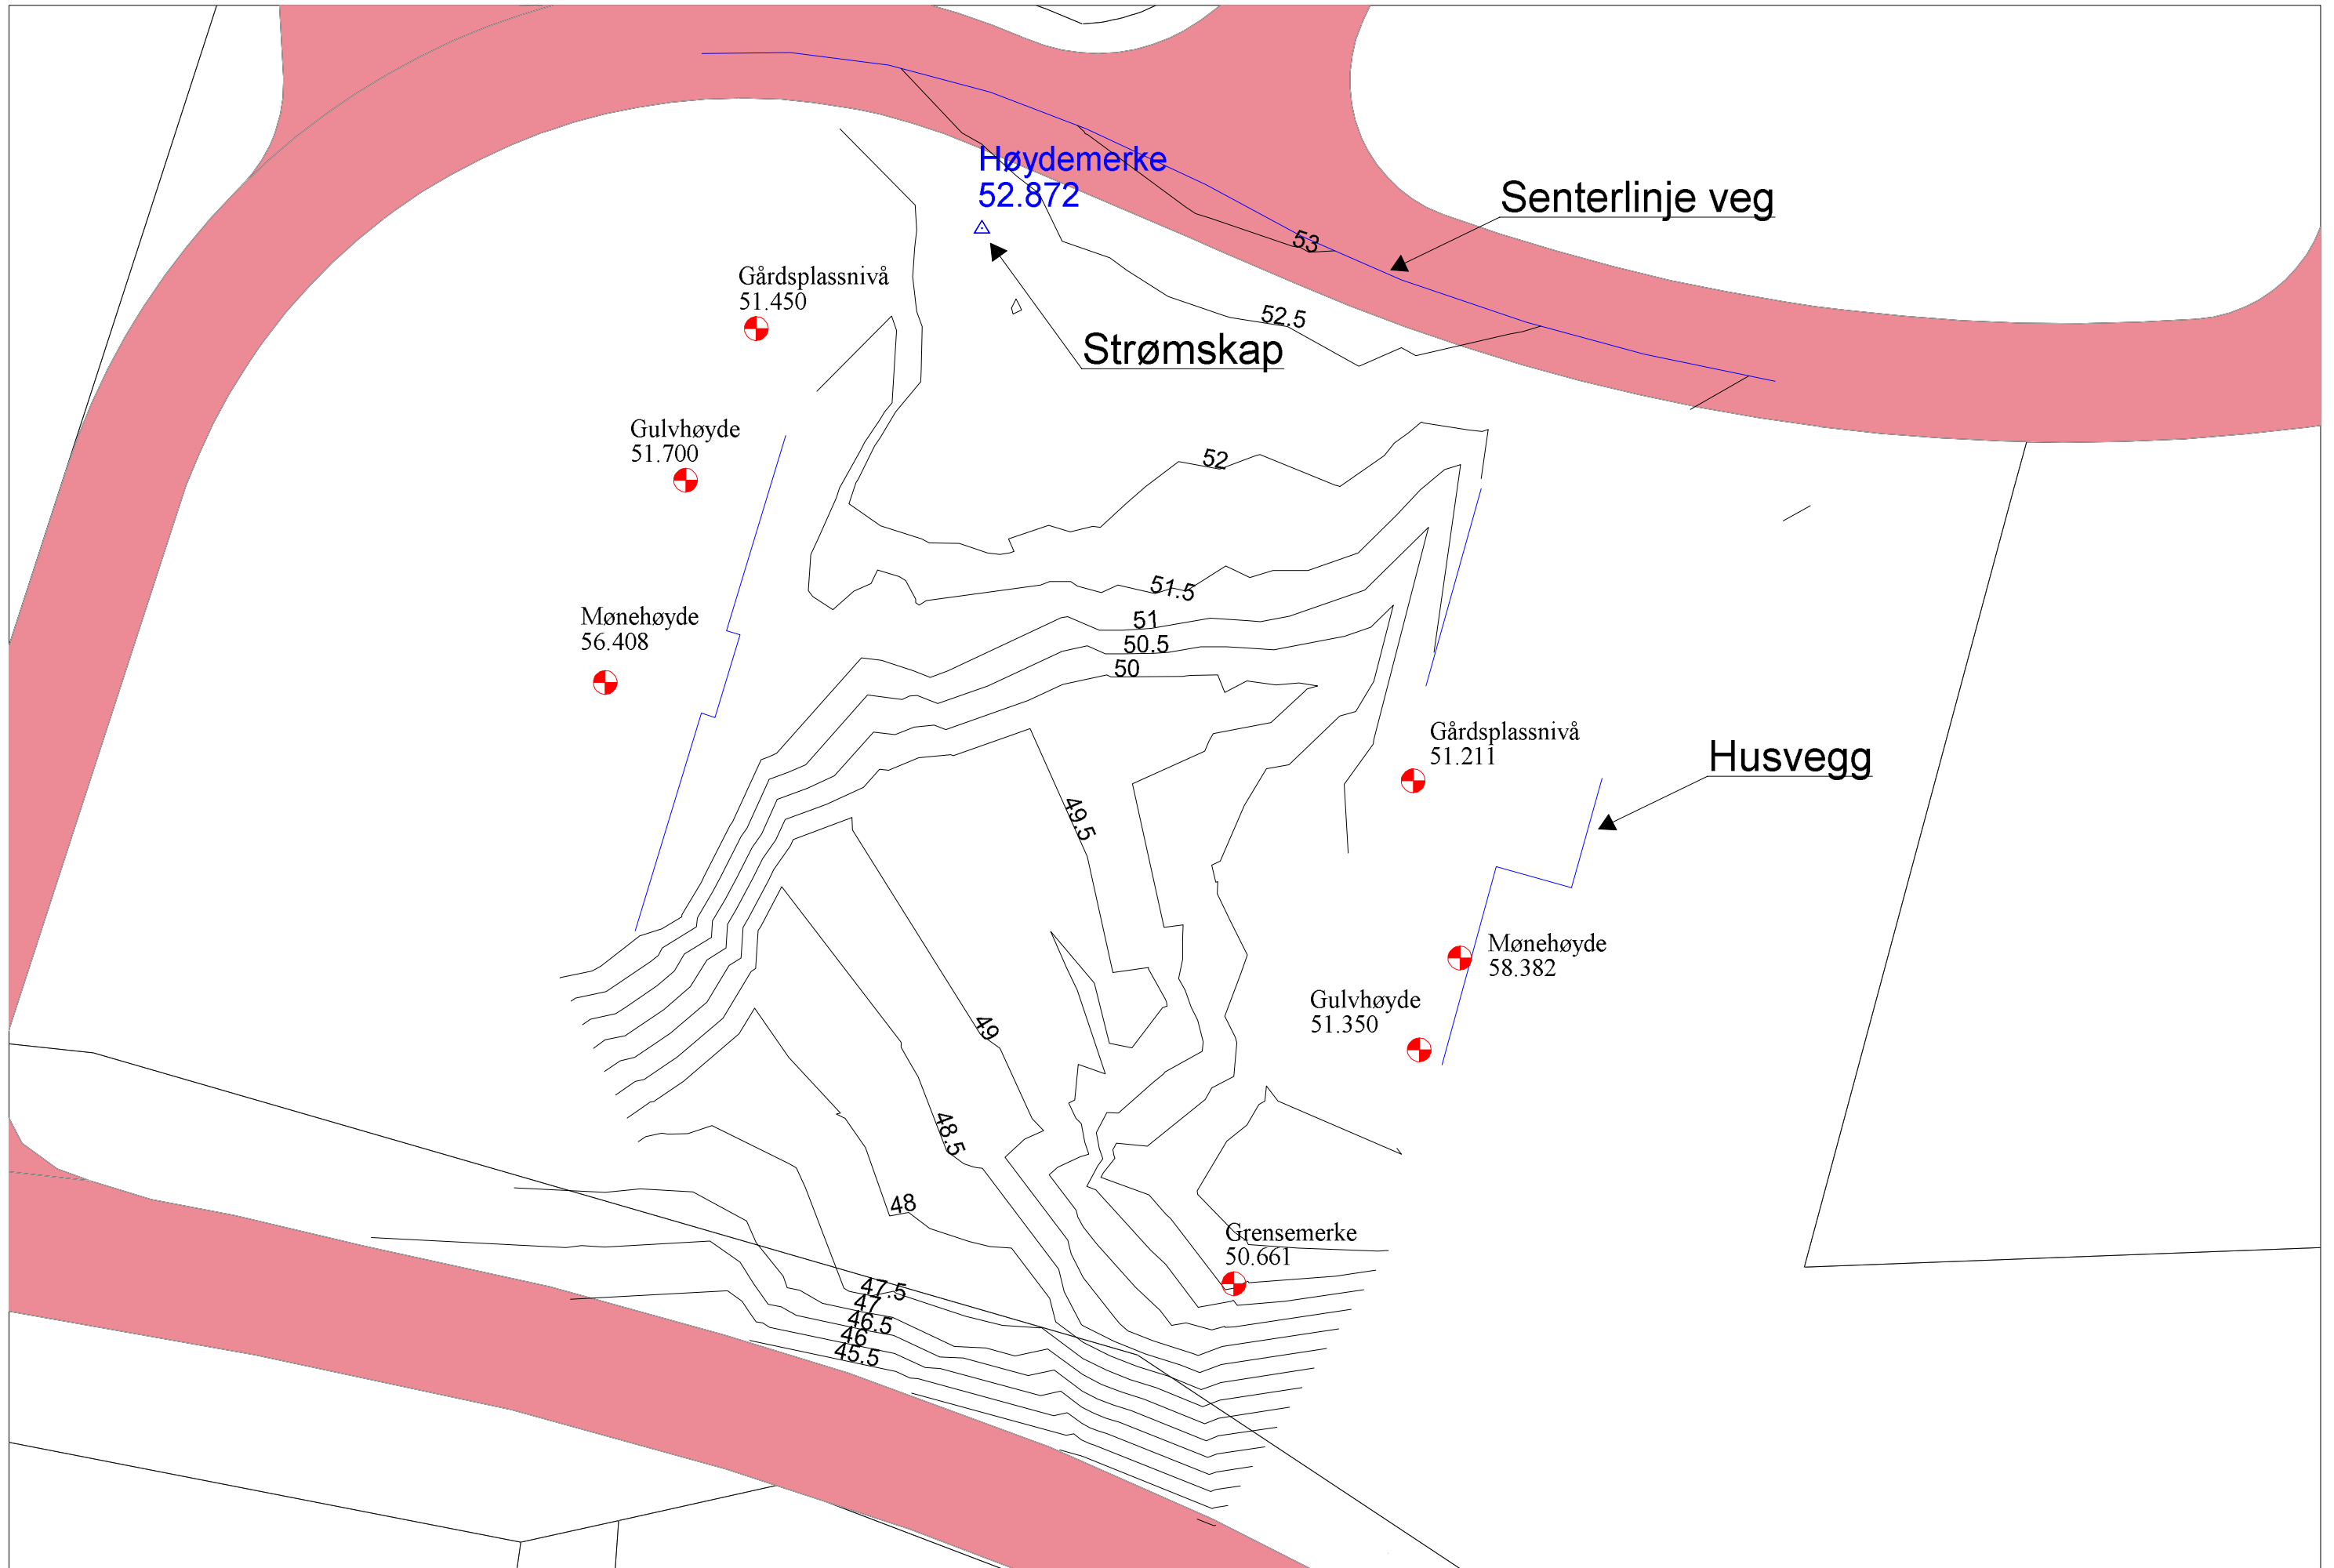 Høydemerke
52.872
Senterlinje veg
53
Gårdsplassnivå
51.450
52.5
Strømskap
Gulvhøyde
51.700
52
51.5
Mønehøyde
56.408
51
50.5
50
Gårdsplassnivå
51.211
Husvegg
49.5
Mønehøyde
58.382
Gulvhøyde
51.350
49
48.5
48
Grensemerke
50.661
47.5
47
46.5
46
45.5